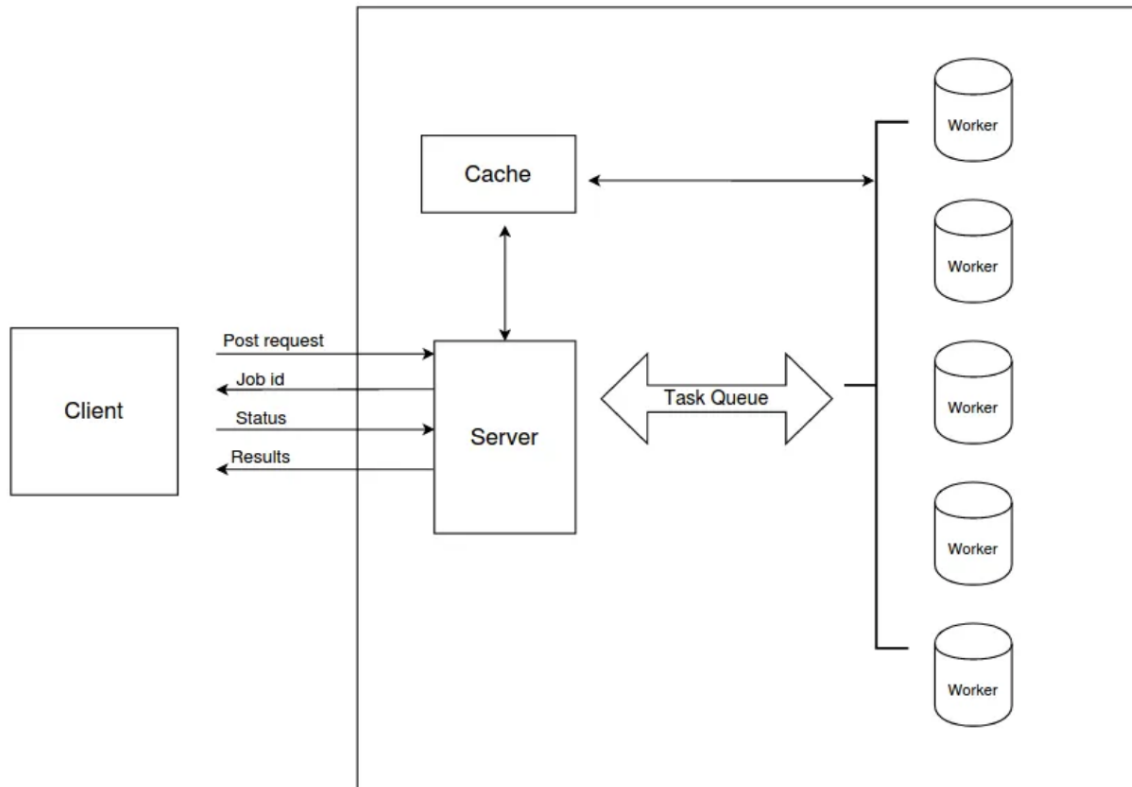 Worker
Cache
Worker
Post request
Job id
Client
Status
Server
Results
Task Queue
Worker
Worker
Worker